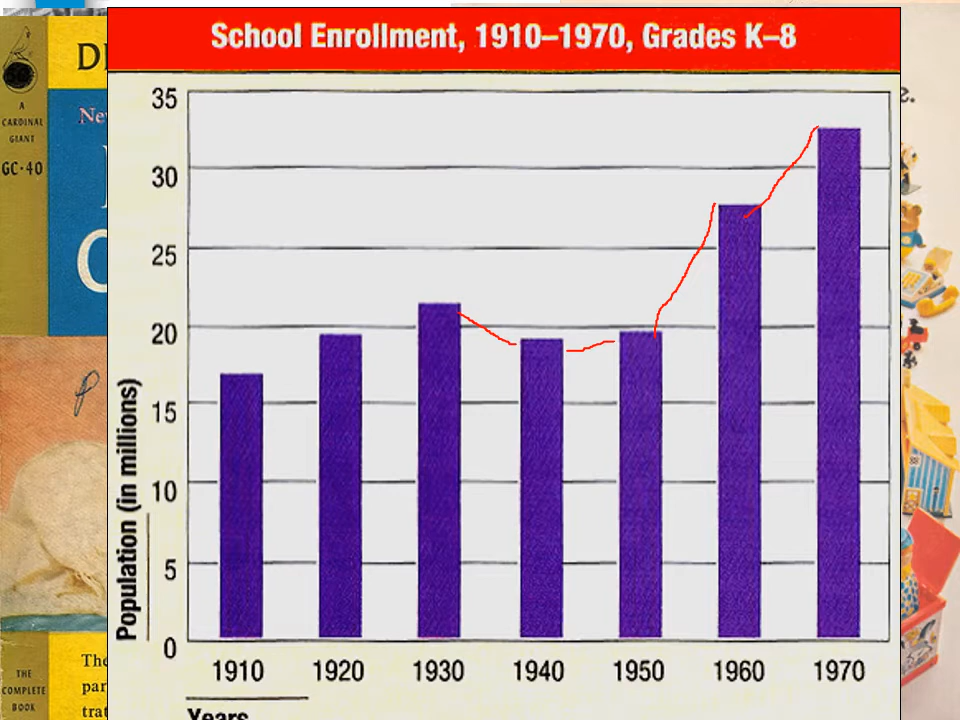 School Enrollment, 1910–1970, Grades K–8
35
30
25
20
15
10
5
0
Population (in millions)
1910 1920 1930 1940 1950 1960 1970
Years
A
CARDINAL
GIANT
GC·40
THE
COMPLETE
BOOK